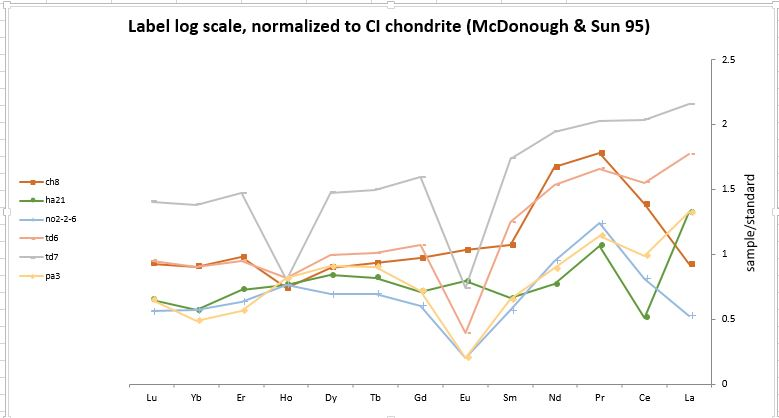 Label log scale, normalized to CI chondrite (McDonough & Sun 95)
2.5
2
1.5
1
0.5
0
sample/standard
ch8
ha21
no2-2-6
td6
td7
pa3
Lu Yb Er Ho Dy Tb Gd Eu Sm Nd Pr Ce La